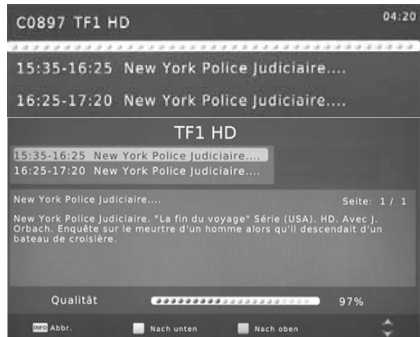 C0897 TF1 HD 04:20
15:35-16:25 New York Police Judiciaire....
16:25-17:20 New York Police Judiciaire....
TF1 HD
15:35-16:25 New York Police Judiciaire....
16:25-17:20 New York Police Judiciaire....
New York Police Judiciaire.... Seite: 1 / 1
New York Police Judiciaire. "La fin du voyage" Série (USA). HD. Avec J.
Orbach. Enquête sur le meurtre d'un homme alors qu'il descendait d'un
bateau de croisière.
Qualität 97%
INFO Abbr. Nach unten Nach oben